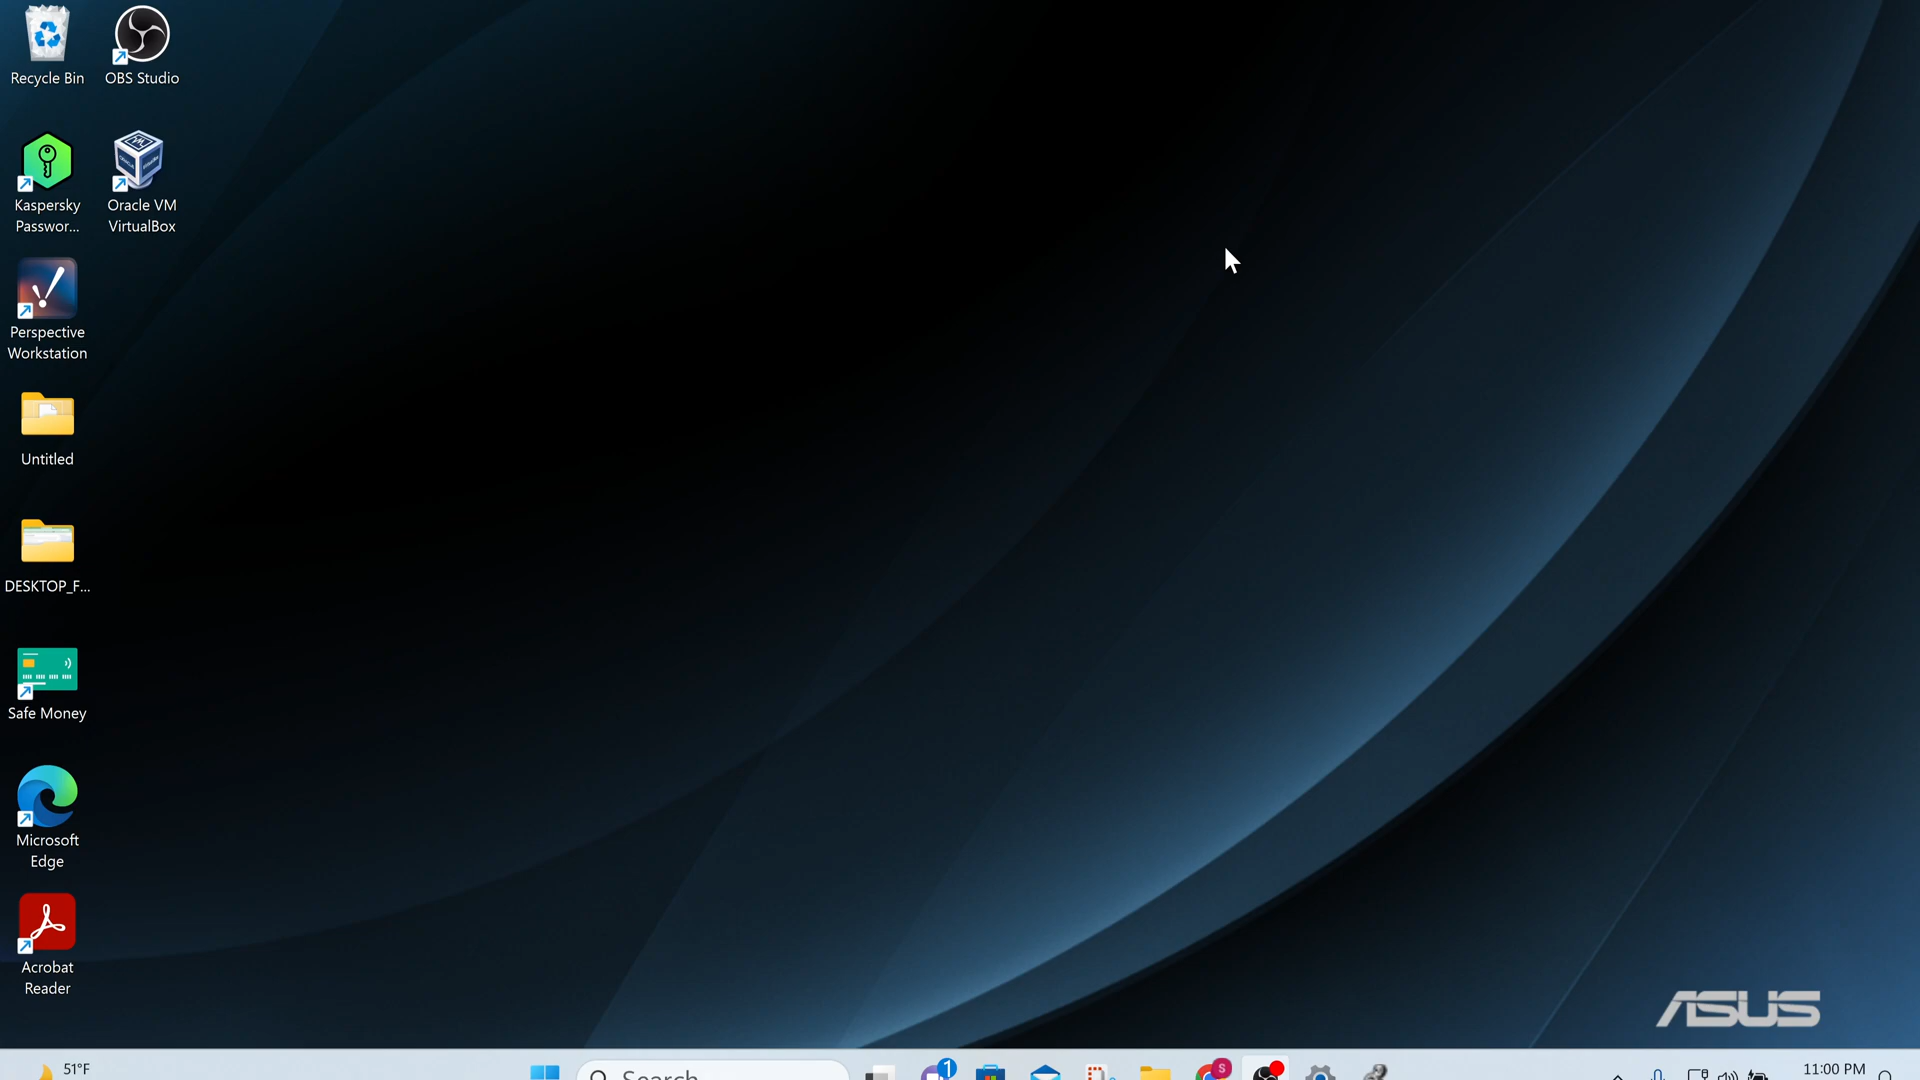 Recycle Bin
OBS Studio
Kaspersky
Passwor...
Oracle VM
VirtualBox
Perspective
Workstation
Untitled
DESKTOP_F...
Safe Money
Microsoft
Edge
Acrobat
Reader
ASUS
51°F
Search
1
S
11:00 PM